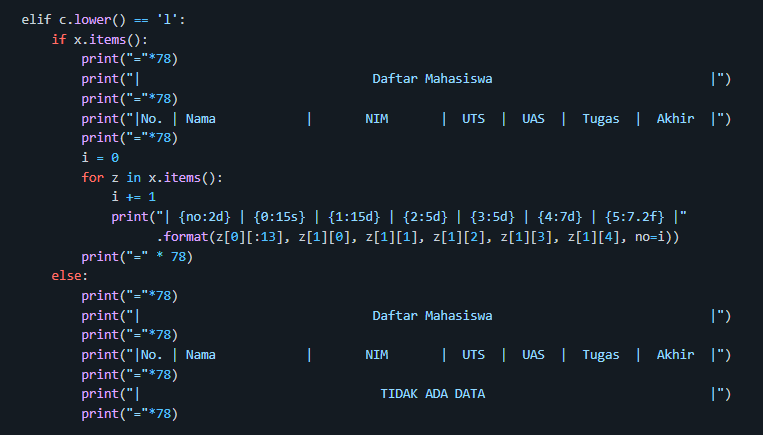 elif c.lower() == 'l':
    if x.items():
        print("="*78)
        print("|                               Daftar Mahasiswa                             |")
        print("="*78)
        print("|No. | Nama            |       NIM       |  UTS  |  UAS  |  Tugas  |  Akhir  |")
        print("="*78)
        i = 0
        for z in x.items():
            i += 1
            print("| {no:2d} | {0:15s} | {1:15d} | {2:5d} | {3:5d} | {4:7d} | {5:7.2f} |"
                  .format(z[0][:13], z[1][0], z[1][1], z[1][2], z[1][3], z[1][4], no=i))
        print("=" * 78)
    else:
        print("="*78)
        print("|                               Daftar Mahasiswa                             |")
        print("="*78)
        print("|No. | Nama            |       NIM       |  UTS  |  UAS  |  Tugas  |  Akhir  |")
        print("="*78)
        print("|                                TIDAK ADA DATA                              |")
        print("="*78)